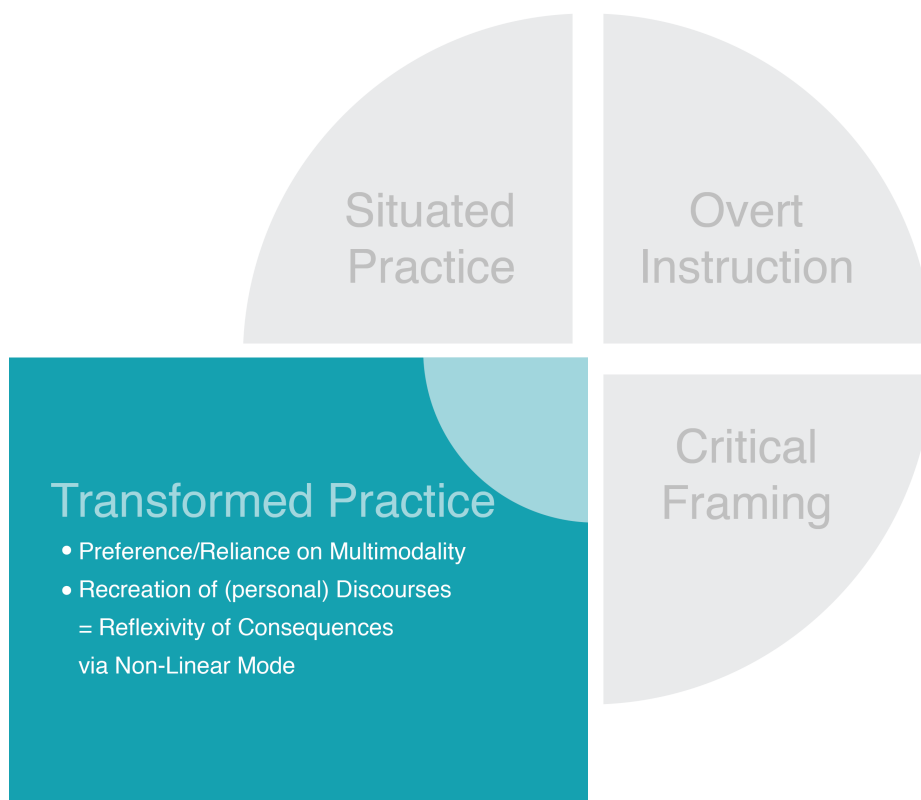 Situated
Practice
Overt
Instruction
Critical
Framing
Transformed Practice
• Preference/Reliance on Multimodality
• Recreation of (personal) Discourses
= Reflexivity of Consequences
via Non-Linear Mode